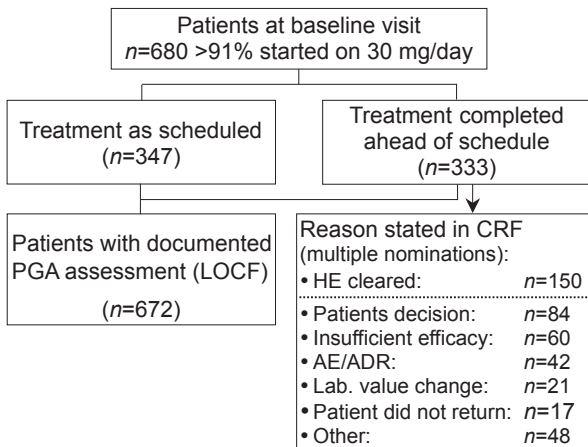 Patients at baseline visit
n=680 >91% started on 30 mg/day
Treatment as scheduled
(n=347)
Treatment completed
ahead of schedule
(n=333)
Patients with documented
PGA assessment (LOCF)
(n=672)
Reason stated in CRF
(multiple nominations):
• HE cleared: n=150
• Patients decision: n=84
• Insufficient efficacy: n=60
• AE/ADR: n=42
• Lab. value change: n=21
• Patient did not return: n=17
• Other: n=48